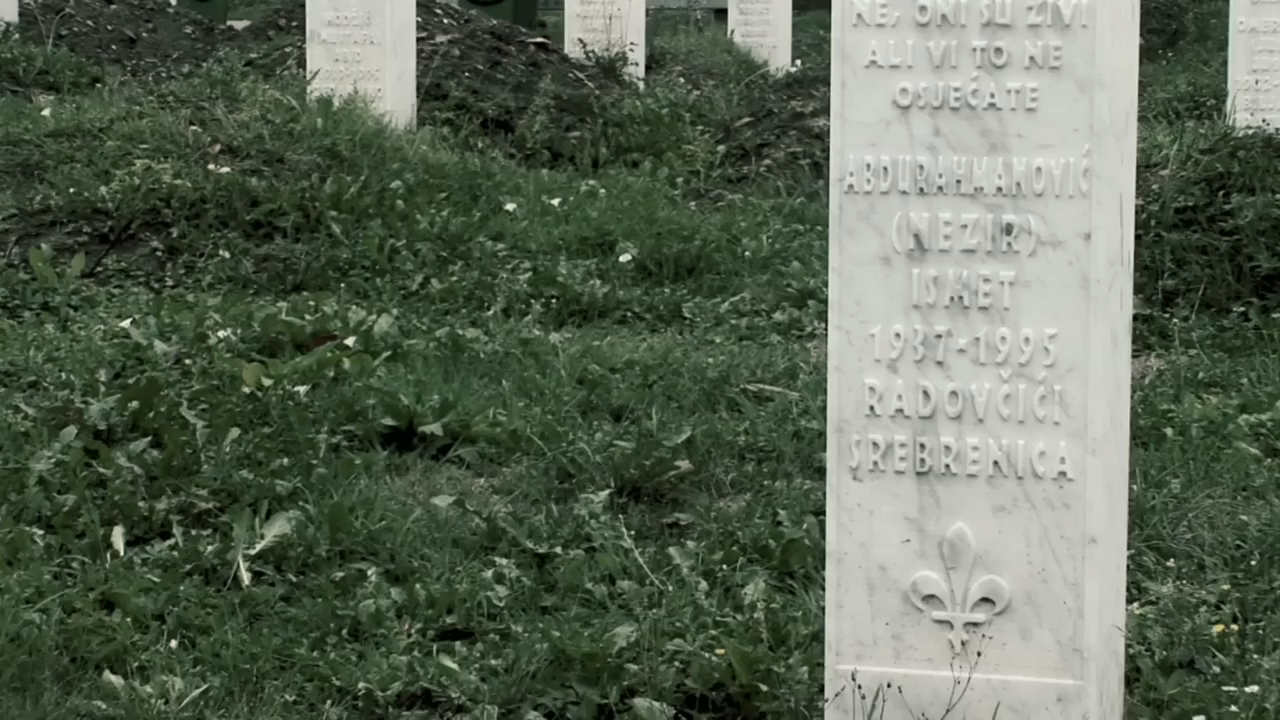 NE, ONI SU ŽIVI
ALI VI TO NE
OSJEĆATE
ABDURAHMANOVIĆ
(NEZIR)
ISMET
1937-1995
RADOVČIĆI
SREBRENICA